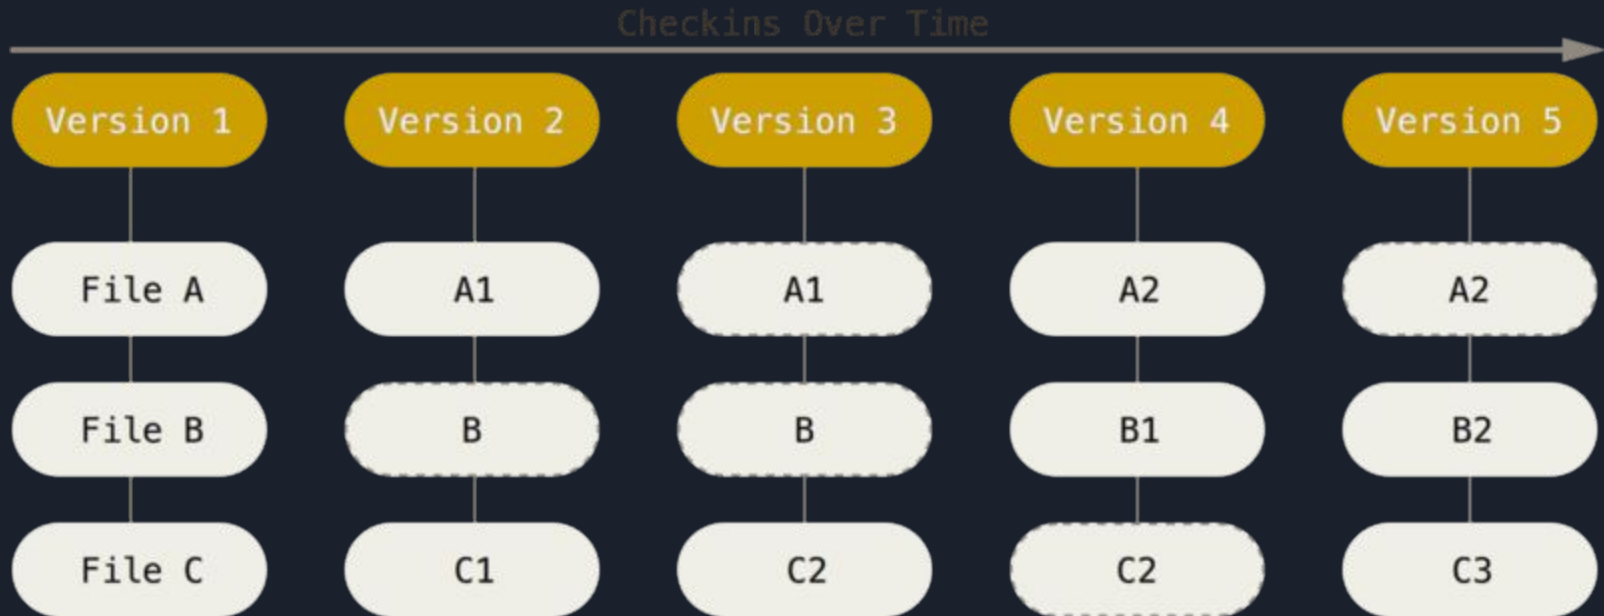 Checkins Over Time
Version 1 Version 2 Version 3 Version 4 Version 5
File A A1 A1 A2 A2
File B B B B1 B2
File C C1 C2 C2 C3